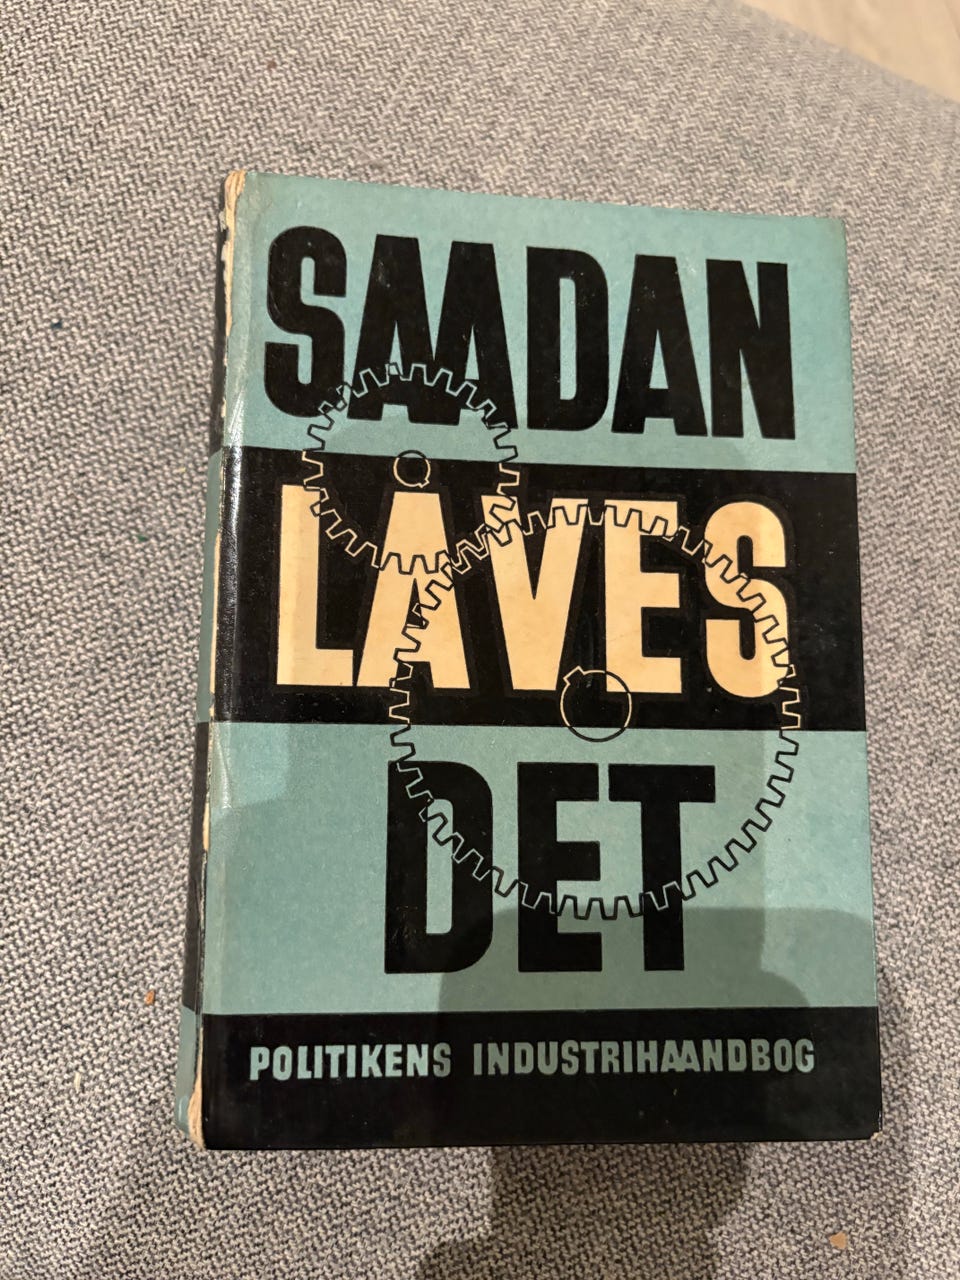 SAADAN
LAVES
DET
POLITIKENS INDUSTRIHAANDBOG